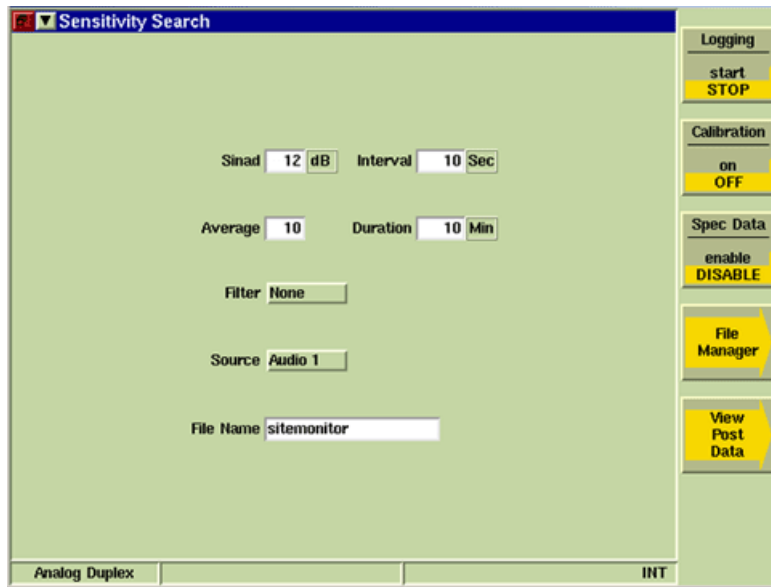 Sensitivity Search
Sinad 12 dB Interval 10 Sec
Average 10 Duration 10 Min
Filter None
Source Audio 1
File Name sitemonitor
Logging
start
STOP
Calibration
on
OFF
Spec Data
enable
DISABLE
File
Manager
View
Post
Data
Analog Duplex INT